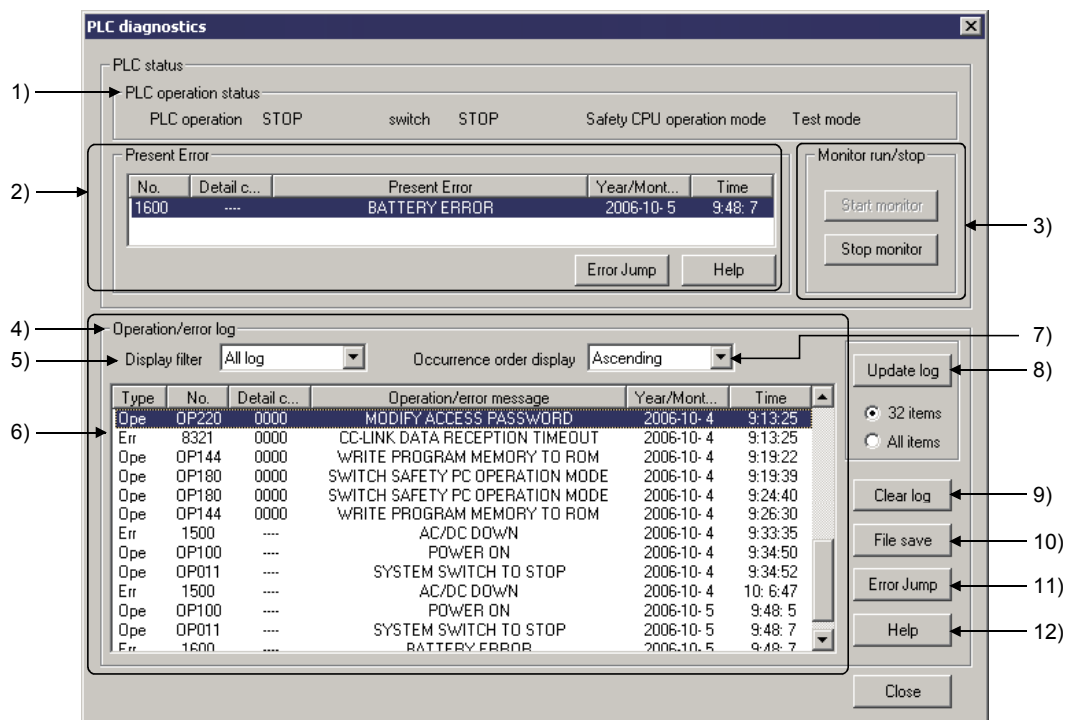 PLC diagnostics
PLC status
1)
PLC operation status
PLC operation STOP switch STOP Safety CPU operation mode Test mode
2)
Present Error
No. Detail c... Present Error Year/Mont... Time
1600 ---- BATTERY ERROR 2006-10- 5 9:48: 7
Error Jump Help
Monitor run/stop
Start monitor
Stop monitor
3)
4)
Operation/error log
5)
Display filter All log Occurrence order display Ascending
7)
6)
Type No. Detail c... Operation/error message Year/Mont... Time
Ope OP220 0000 MODIFY ACCESS PASSWORD 2006-10- 4 9:13:25
Err 8321 0000 CC-LINK DATA RECEPTION TIMEOUT 2006-10- 4 9:13:25
Ope OP144 0000 WRITE PROGRAM MEMORY TO ROM 2006-10- 4 9:19:22
Ope OP180 0000 SWITCH SAFETY PC OPERATION MODE 2006-10- 4 9:19:39
Ope OP180 0000 SWITCH SAFETY PC OPERATION MODE 2006-10- 4 9:24:40
Ope OP144 0000 WRITE PROGRAM MEMORY TO ROM 2006-10- 4 9:26:30
Err 1500 ---- AC/DC DOWN 2006-10- 4 9:33:35
Ope OP100 ---- POWER ON 2006-10- 4 9:34:50
Ope OP011 ---- SYSTEM SWITCH TO STOP 2006-10- 4 9:34:52
Err 1500 ---- AC/DC DOWN 2006-10- 4 10: 6:47
Ope OP100 ---- POWER ON 2006-10- 5 9:48: 5
Ope OP011 ---- SYSTEM SWITCH TO STOP 2006-10- 5 9:48: 7
Err 1600 ---- BATTERY ERROR 2006-10- 5 9:48: 7
Update log
8)
32 items
All items
Clear log
9)
File save
10)
Error Jump
11)
Help
12)
Close